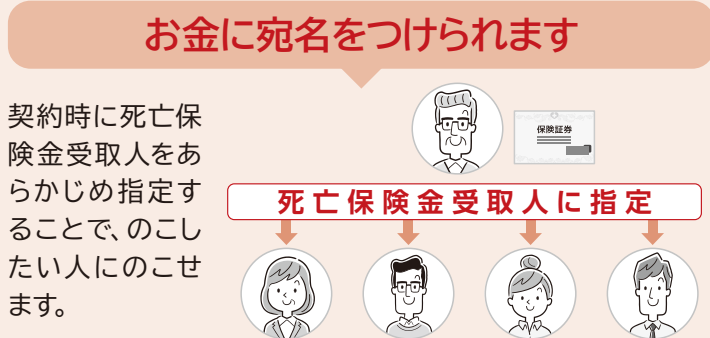 お金に宛名をつけられます
契約時に死亡保
険金受取人をあ
らかじめ指定す
ることで、のこし
たい人にのこせ
ます。
保険証券
死亡保険金受取人に指定